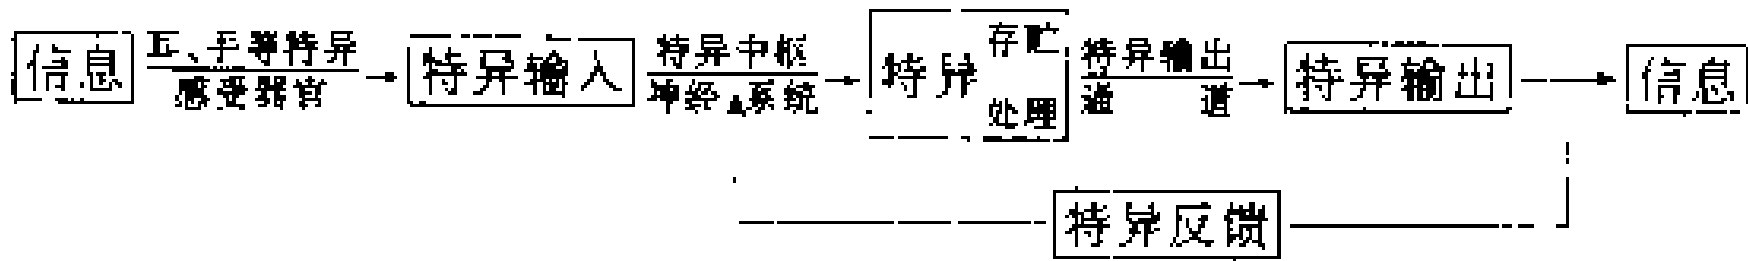 信息
耳、手等特异
感受器官
特异输入
特异中枢
神经系统
特异
存贮
处理
特异输出
通 道
特异输出
信息
特异反馈